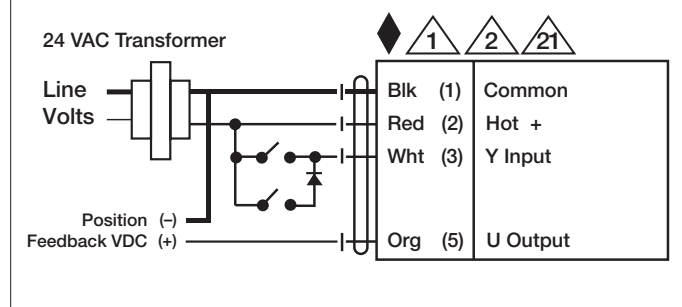 24 VAC Transformer
1 2 21
Line
Volts
Blk (1) Common
Red (2) Hot +
Wht (3) Y Input
Position (–)
Feedback VDC (+)
Org (5) U Output